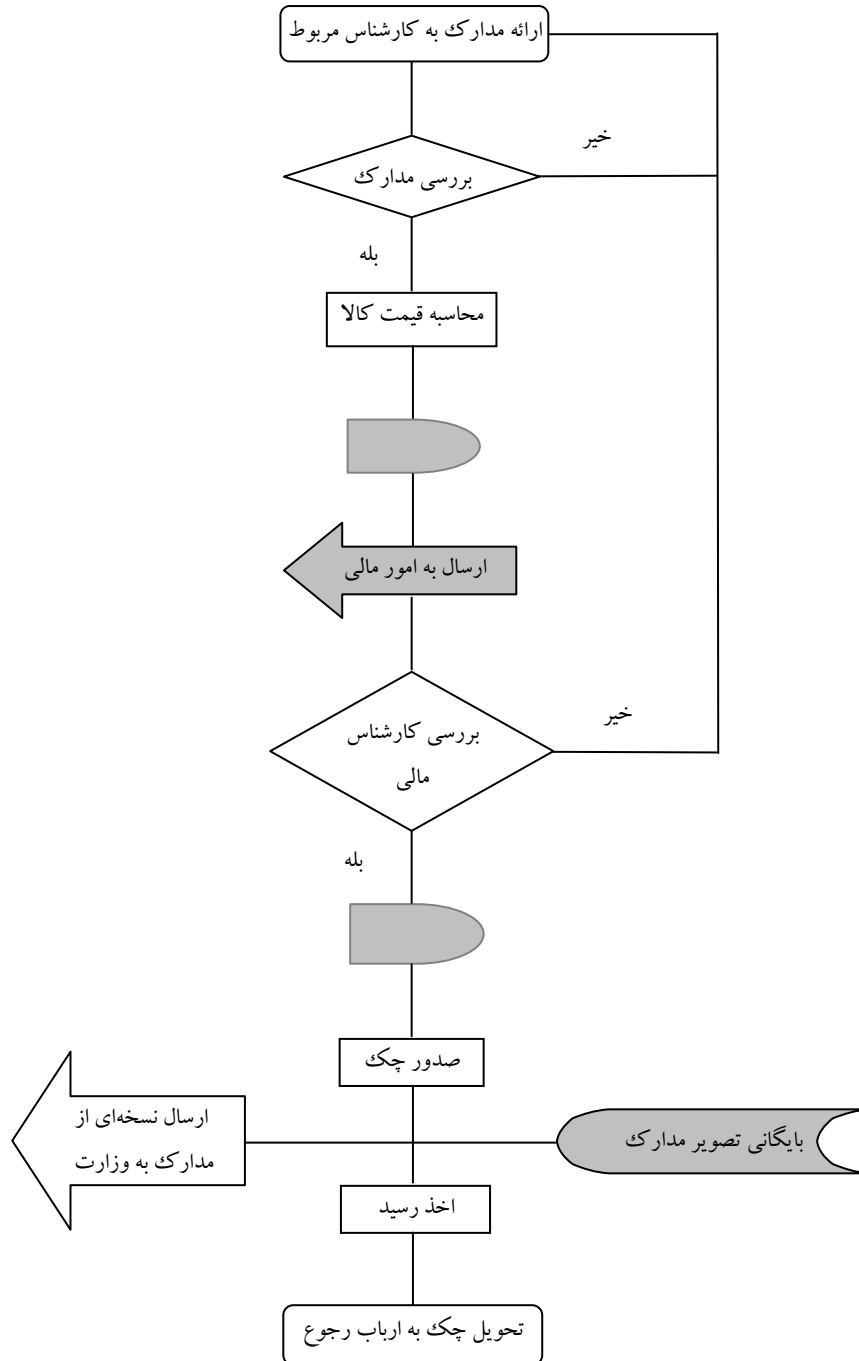 ارائه مدارک به کارشناس مربوط
خیر
بررسی مدارک
بله
محاسبه قیمت کالا
ارسال به امور مالی
خیر
بررسی کارشناس
مالی
بله
صدور چک
بایگانی تصویر مدارک
ارسال نسخه‌ای از
مدارک به وزارت
اخذ رسید
تحویل چک به ارباب رجوع